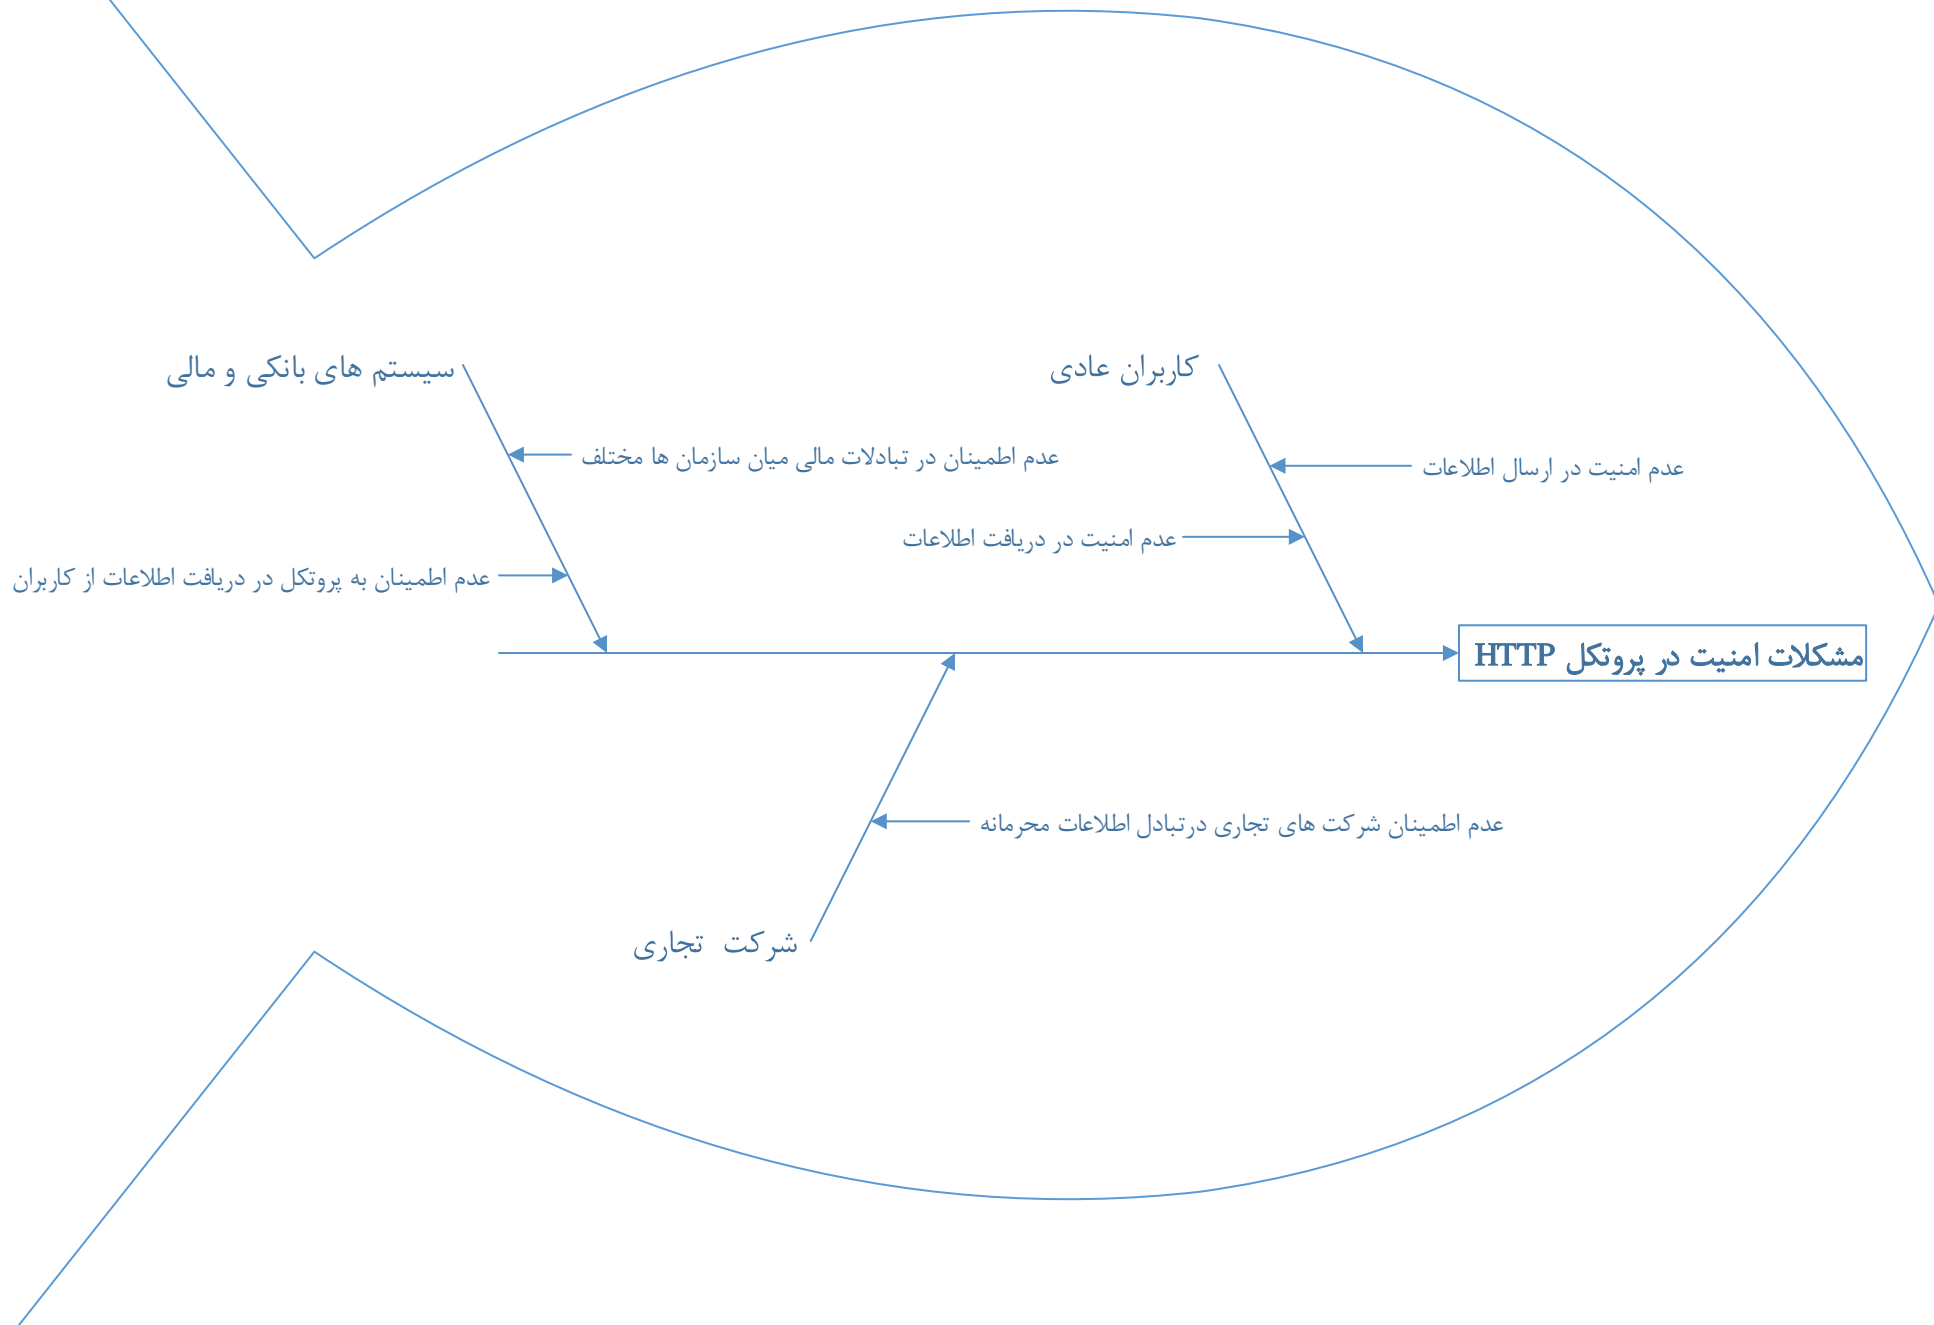 کاربران عادی
سیستم های بانکی و مالی
عدم امنیت در ارسال اطلاعات
عدم اطمینان در تبادلات مالی میان سازمان ها مختلف
عدم امنیت در دریافت اطلاعات
عدم اطمینان به پروتکل در دریافت اطلاعات از کاربران
مشکلات امنیت در پروتکل HTTP
عدم اطمینان شرکت های تجاری درتبادل اطلاعات محرمانه
شرکت تجاری